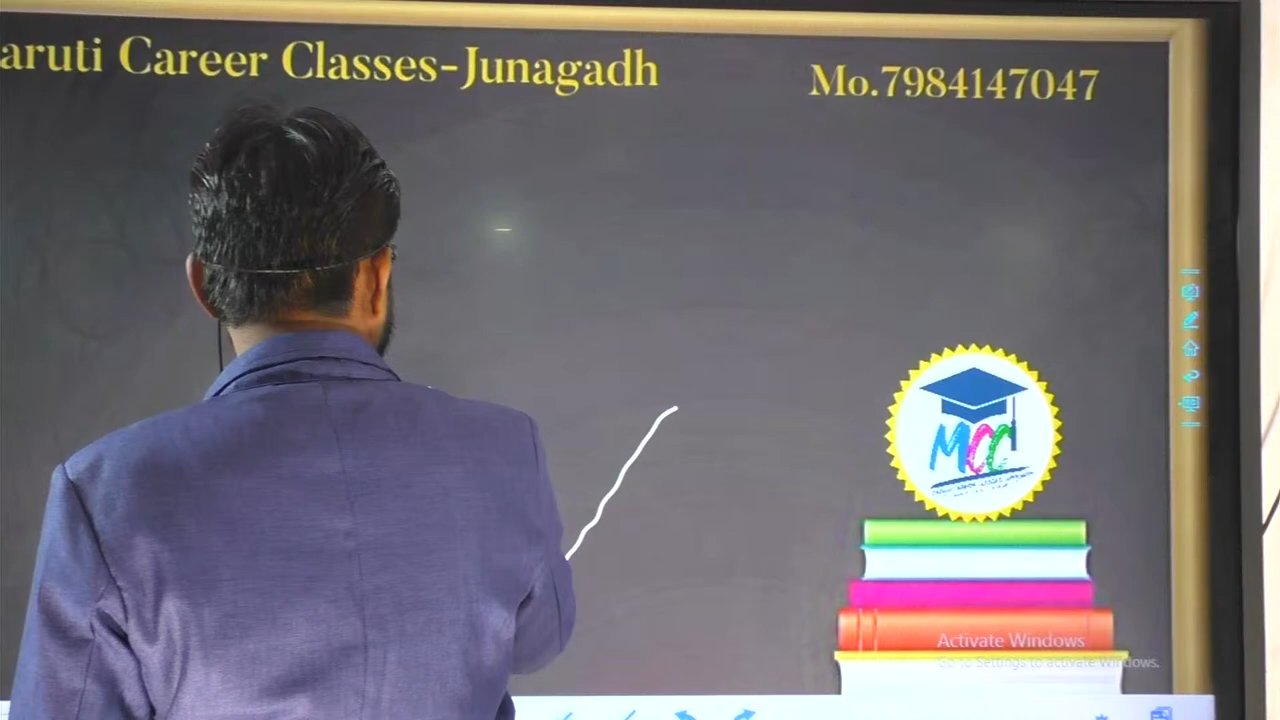 aruti Career Classes-Junagadh
Mo.7984147047
MCC
Activate Windows
Go to Settings to activate Windows.